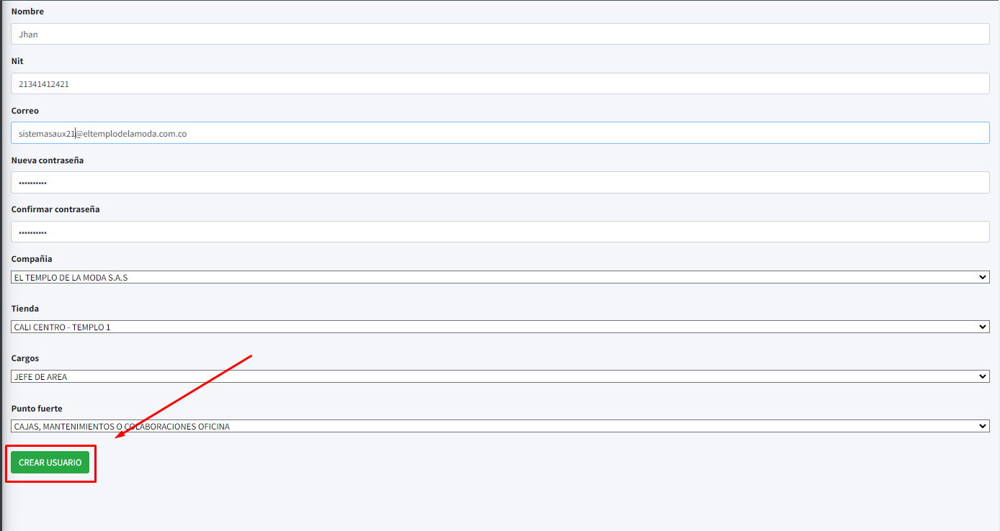 Nombre
Jhan
Nit
21341412421
Correo
sistemasaux21@eltemplodelamoda.com.co
Nueva contraseña
••••••••••
Confirmar contraseña
••••••••••
Compañia
EL TEMPLO DE LA MODA S.A.S
Tienda
CALI CENTRO - TEMPLO 1
Cargos
JEFE DE AREA
Punto fuerte
CAJAS, MANTENIMIENTOS O COLABORACIONES OFICINA
CREAR USUARIO